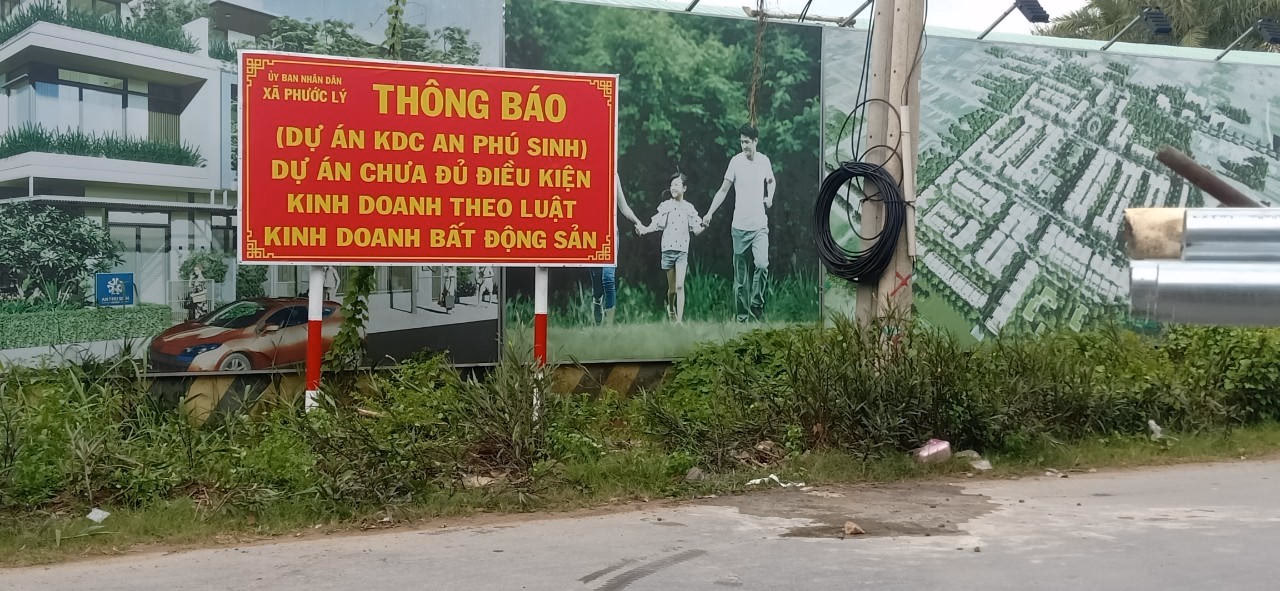 ỦY BAN NHÂN DÂN
XÃ PHƯỚC LÝ
THÔNG BÁO
(DỰ ÁN KDC AN PHÚ SINH)
DỰ ÁN CHƯA ĐỦ ĐIỀU KIỆN
KINH DOANH THEO LUẬT
KINH DOANH BẤT ĐỘNG SẢN